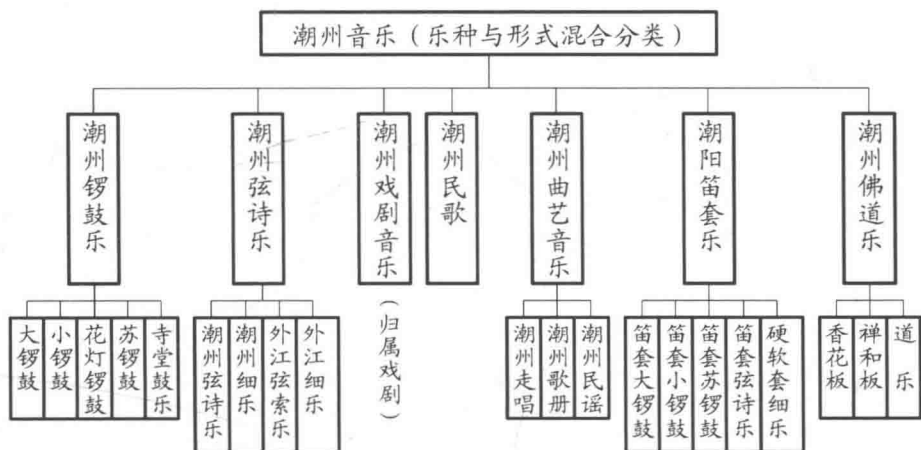 潮州音乐（乐种与形式混合分类）
潮州锣鼓乐
潮州弦诗乐
潮州戏剧音乐
潮州民歌
潮州曲艺音乐
潮阳笛套乐
潮州佛道乐
大锣鼓
小锣鼓
花灯锣鼓
苏锣鼓
寺堂鼓乐
潮州弦诗乐
潮州细乐
外江弦索乐
外江细乐
（归属戏剧）
潮州走唱
潮州歌册
潮州民谣
笛套大锣鼓
笛套小锣鼓
笛套苏锣鼓
笛套弦诗乐
硬软套细乐
香花板
禅和板
道乐